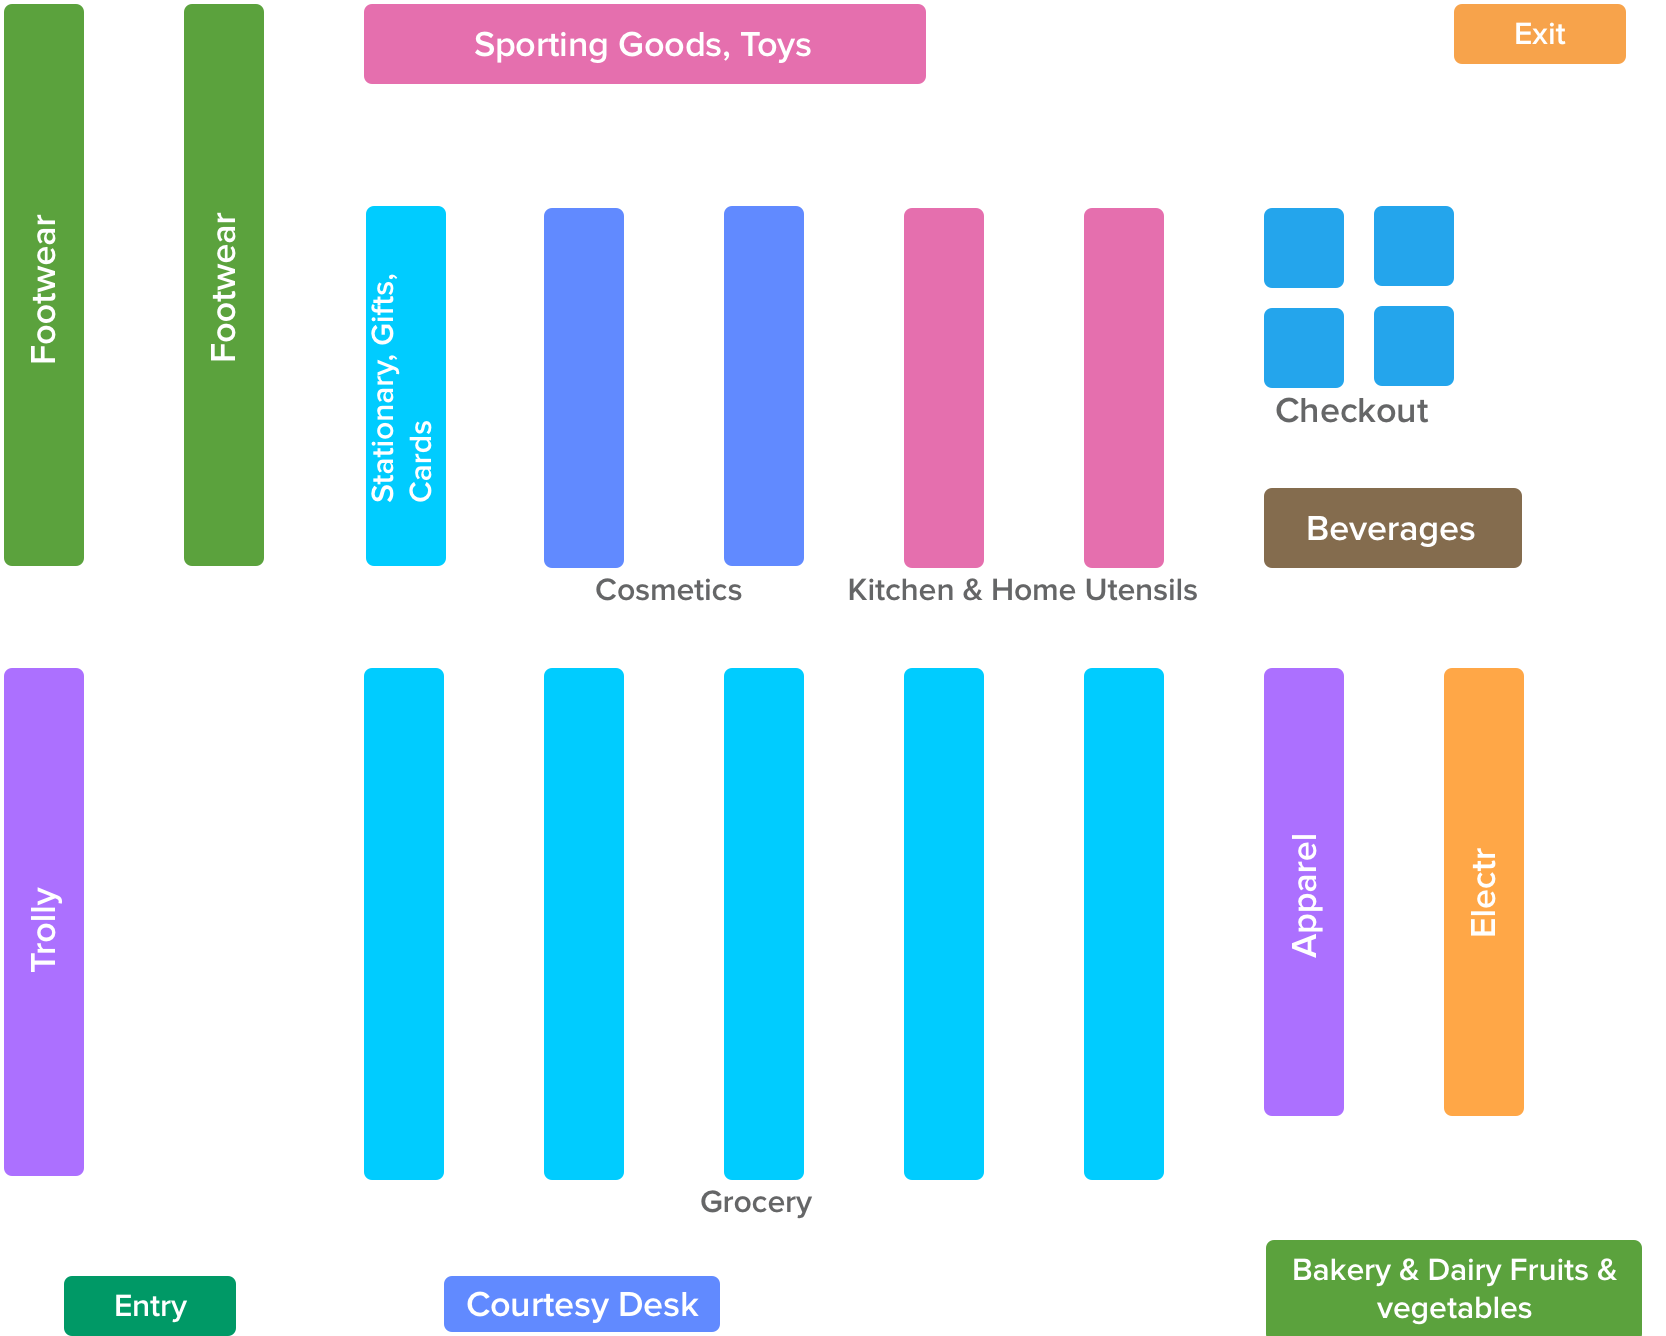 Sporting Goods, Toys
Exit
Footwear
Footwear
Stationary, Gifts,
Cards
Checkout
Beverages
Cosmetics
Kitchen & Home Utensils
Trolly
Apparel
Electr
Grocery
Entry
Courtesy Desk
Bakery & Dairy Fruits &
vegetables